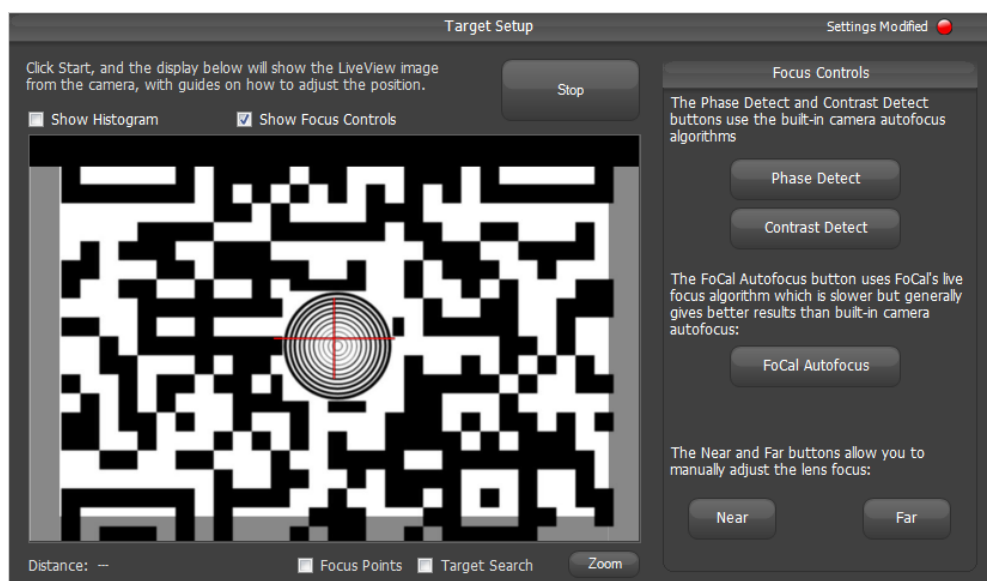 Target Setup
Settings Modified
Click Start, and the display below will show the LiveView image
from the camera, with guides on how to adjust the position.
Stop
Show Histogram
Show Focus Controls
Distance: ---
Focus Points
Target Search
Zoom
Focus Controls
The Phase Detect and Contrast Detect
buttons use the built-in camera autofocus
algorithms
Phase Detect
Contrast Detect
The FoCal Autofocus button uses FoCal's live
focus algorithm which is slower but generally
gives better results than built-in camera
autofocus:
FoCal Autofocus
The Near and Far buttons allow you to
manually adjust the lens focus:
Near
Far